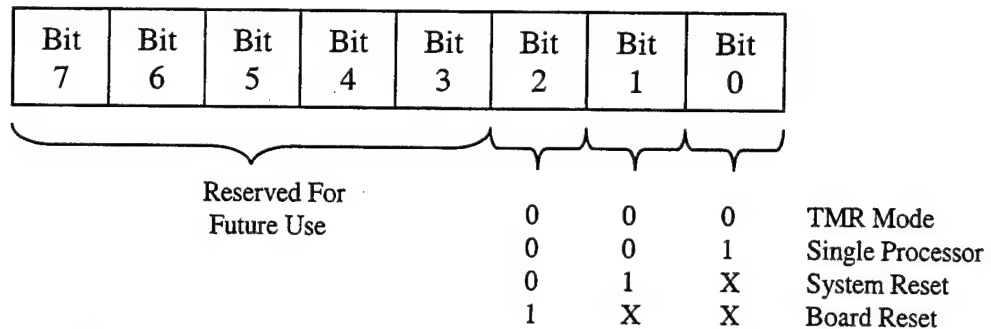 Bit Bit Bit Bit Bit Bit Bit Bit
7 6 5 4 3 2 1 0
Reserved For
Future Use
0 0 0 TMR Mode
0 0 1 Single Processor
0 1 X System Reset
1 X X Board Reset